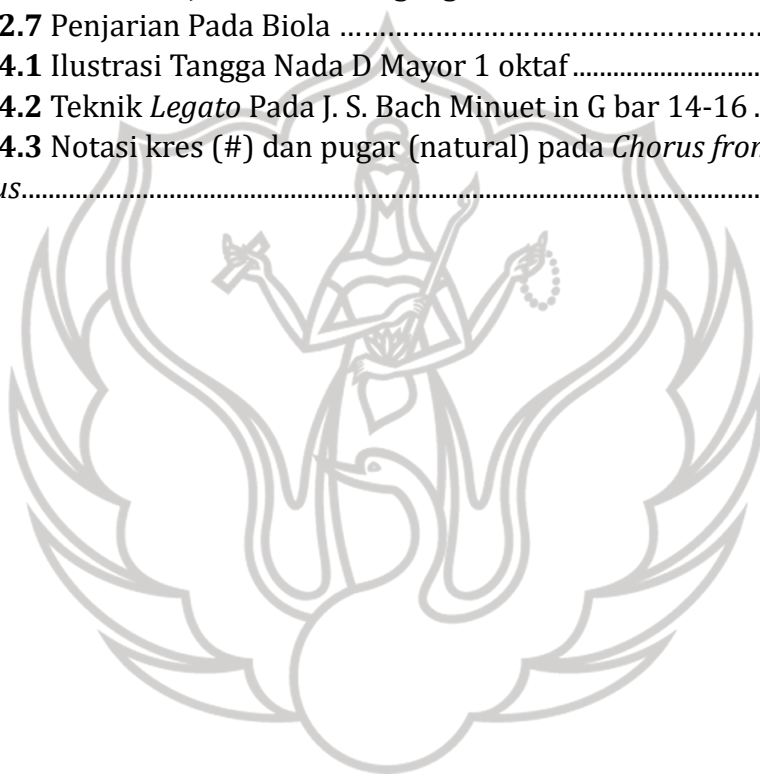 2.7 Penjarian Pada Biola ....................................................
4.1 Ilustrasi Tangga Nada D Mayor 1 oktaf ..............................
4.2 Teknik Legato Pada J. S. Bach Minuet in G bar 14-16 .
4.3 Notasi kres (#) dan pugar (natural) pada Chorus from
us..........................................................................................................